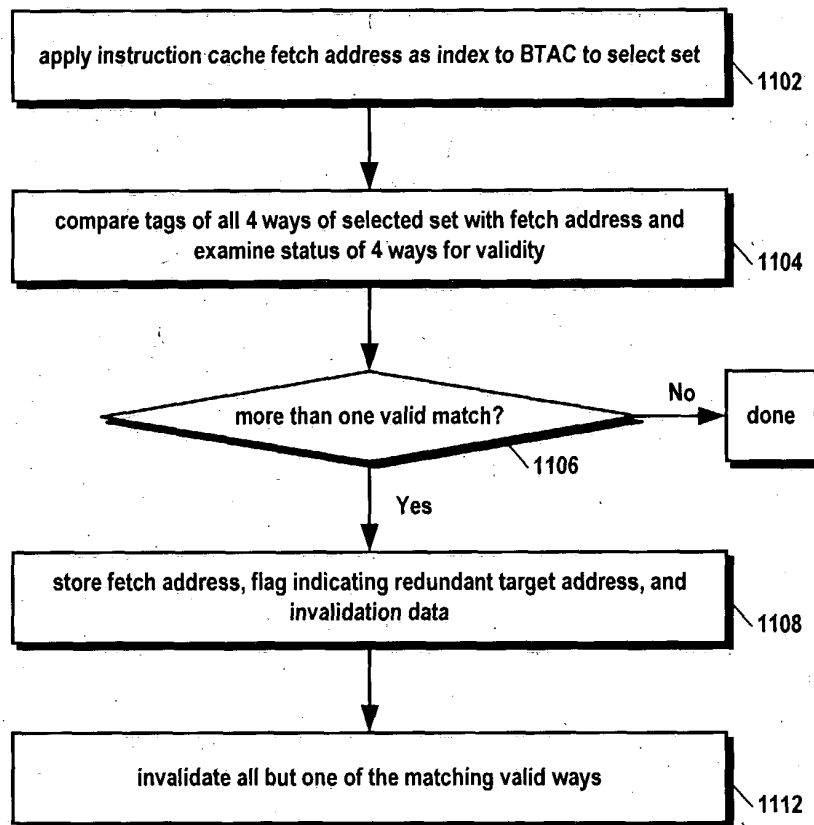 apply instruction cache fetch address as index to BTAC to select set
1102
compare tags of all 4 ways of selected set with fetch address and
examine status of 4 ways for validity
1104
more than one valid match?
No
done
1106
Yes
store fetch address, flag indicating redundant target address, and
invalidation data
1108
invalidate all but one of the matching valid ways
1112